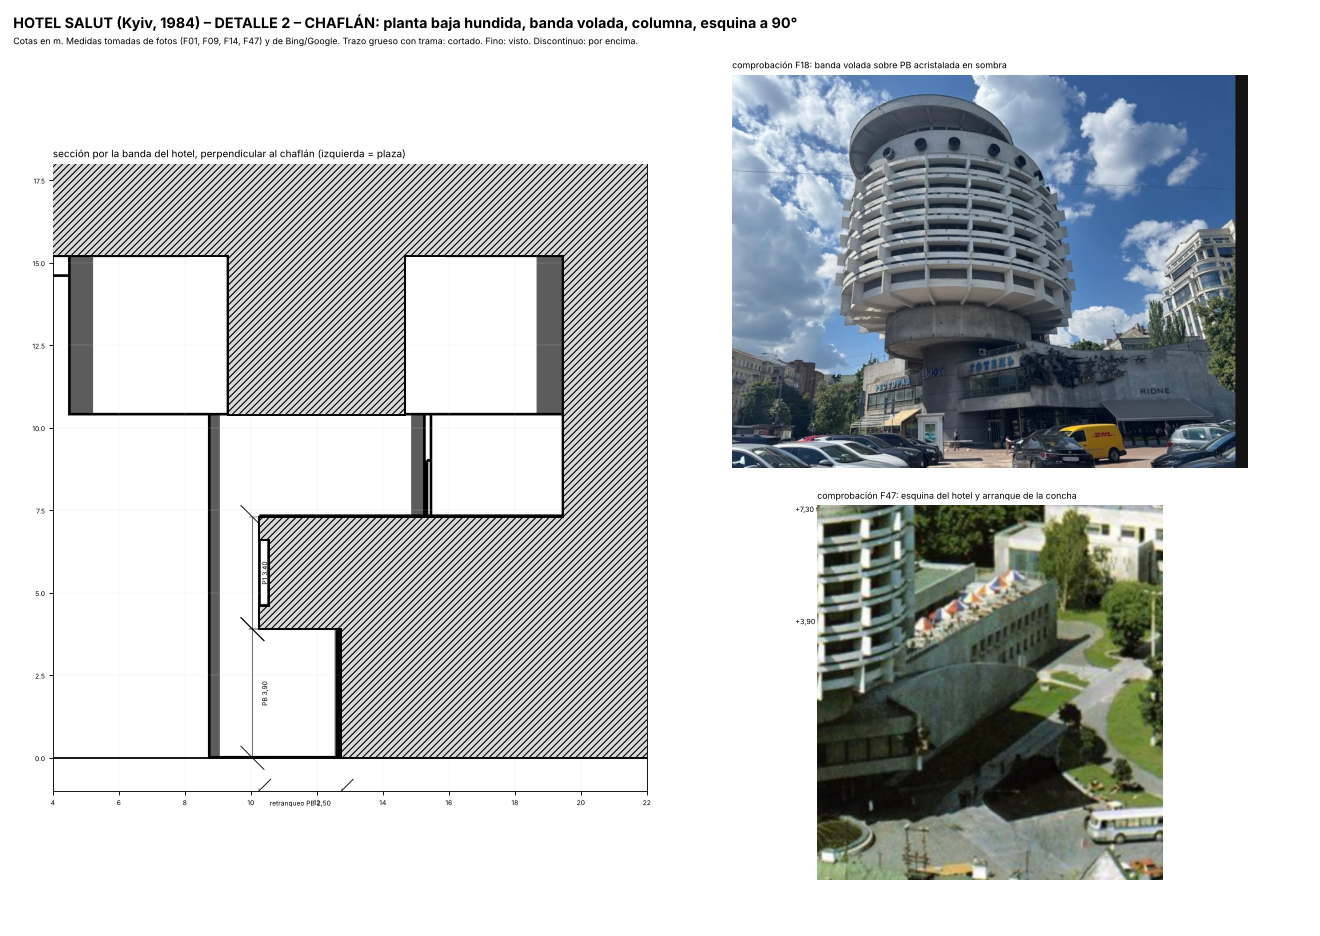 HOTEL SALUT (Kyiv, 1984) – DETALLE 2 – CHAFLÁN: planta baja hundida, banda volada, columna, esquina a 90°
Cotas en m. Medidas tomadas de fotos (F01, F09, F14, F47) y de Bing/Google. Trazo grueso con trama: cortado. Fino: visto. Discontinuo: por encima.
comprobación F18: banda volada sobre PB acristalada en sombra
sección por la banda del hotel, perpendicular al chaflán (izquierda = plaza)
17.5
15.0
12.5
10.0
7.5
5.0
2.5
0.0
P1 3,40
PB 3,90
4
6
8
10
12
14
16
18
20
22
retranqueo PB 2,50
РЕСТОРАН
ГОТЕЛЬ
RIONE
DHL
comprobación F47: esquina del hotel y arranque de la concha
+7,30
+3,90